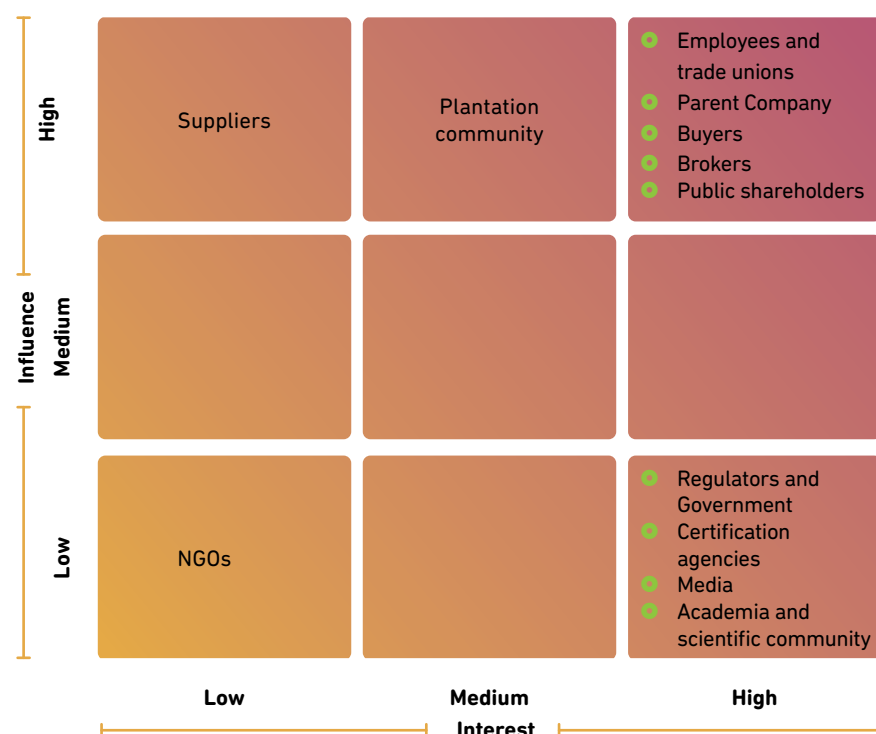 High
Suppliers
Plantation
community
Employees and
trade unions
Parent Company
Buyers
Brokers
Public shareholders
Influence
Medium
Low
NGOs
Regulators and
Government
Certification
agencies
Media
Academia and
scientific community
Low
Medium
High
Interest